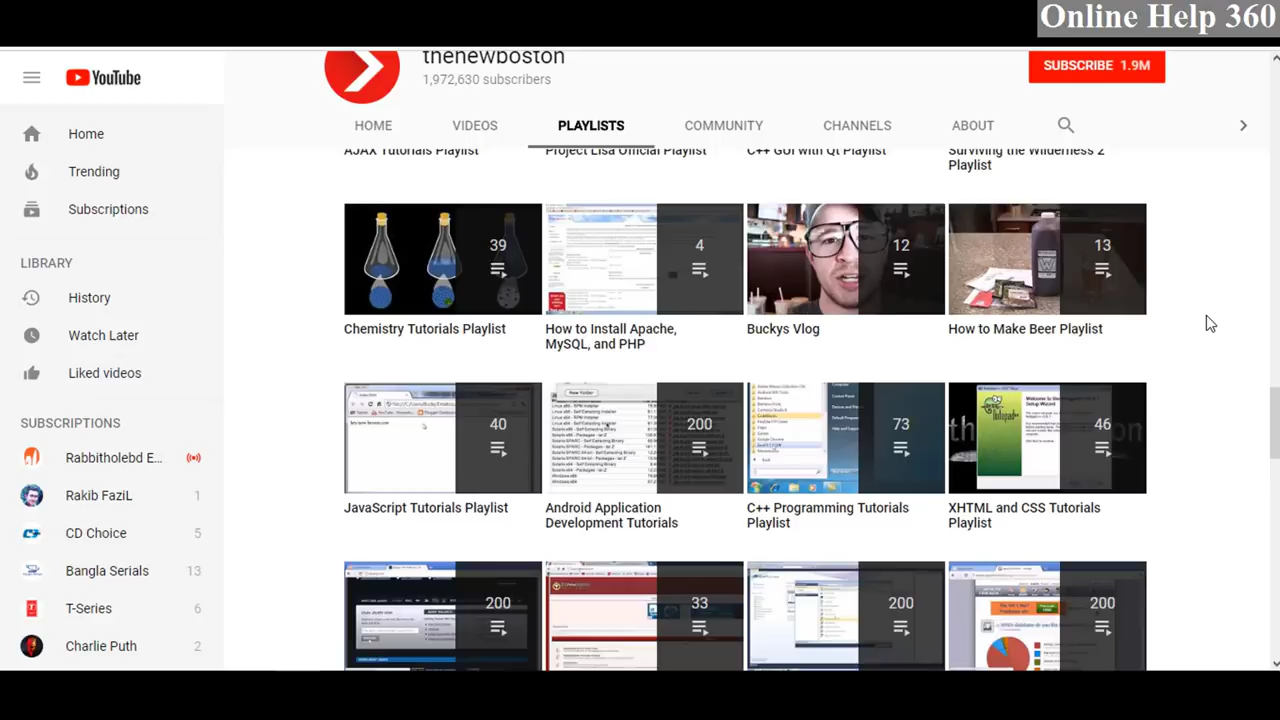 Online Help 360
YouTube
thenewboston
1,972,630 subscribers
SUBSCRIBE 1.9M
HOME
VIDEOS
PLAYLISTS
COMMUNITY
CHANNELS
ABOUT
Home
Trending
Subscriptions
LIBRARY
History
Watch Later
Liked videos
SUBSCRIPTIONS
Rakib FaziL 1
CD Choice 5
Bangla Serials 13
T-Series 6
Charlie Puth 2
AJAX Tutorials Playlist
Project Lisa Official Playlist
C++ GUI with Qt Playlist
Surviving the Wilderness 2
Playlist
39
4
12
13
Chemistry Tutorials Playlist
How to Install Apache,
MySQL, and PHP
Buckys Vlog
How to Make Beer Playlist
40
200
73
46
New Folder
JavaScript Tutorials Playlist
Android Application
Development Tutorials
C++ Programming Tutorials
Playlist
XHTML and CSS Tutorials
Playlist
200
33
200
200